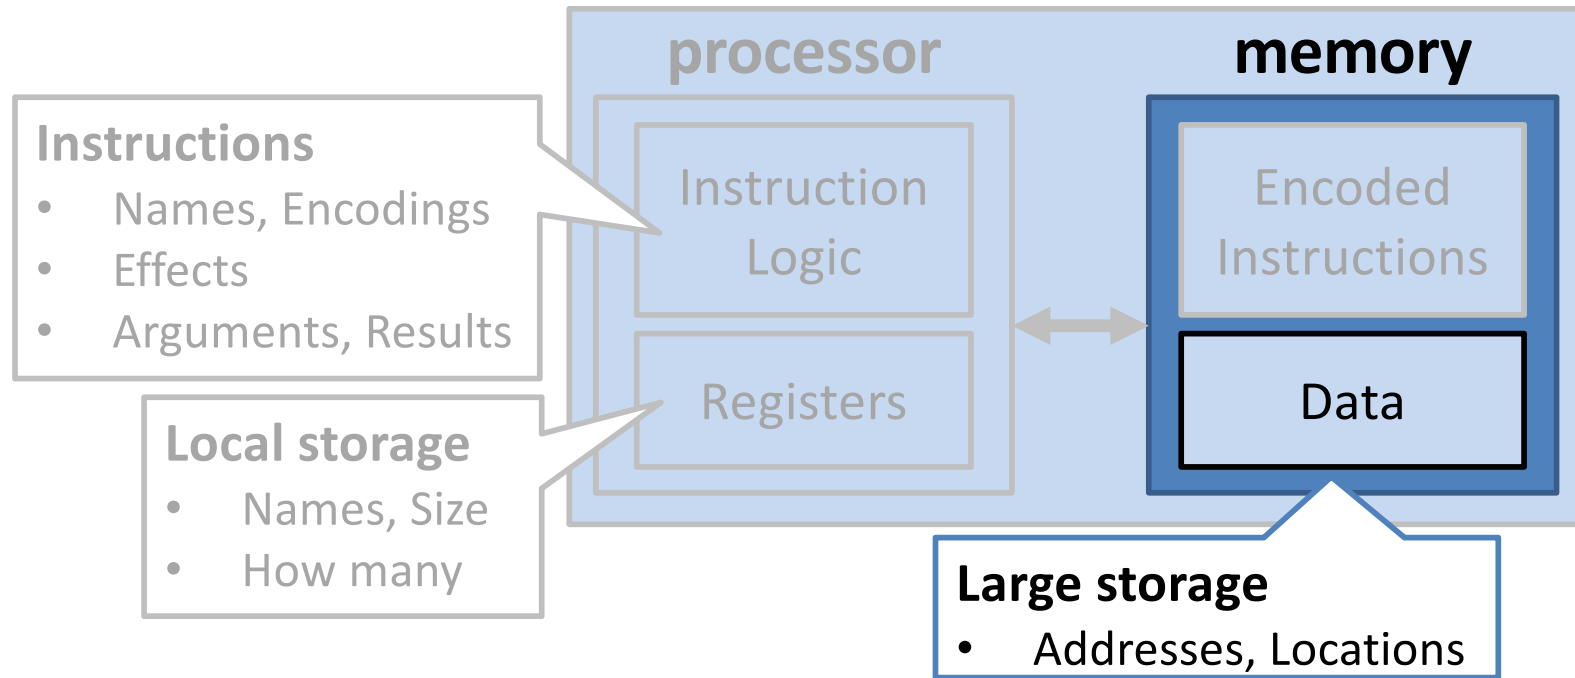 processor
memory
Instructions
• Names, Encodings
• Effects
• Arguments, Results
Instruction
Logic
Encoded
Instructions
Registers
Data
Local storage
• Names, Size
• How many
Large storage
• Addresses, Locations